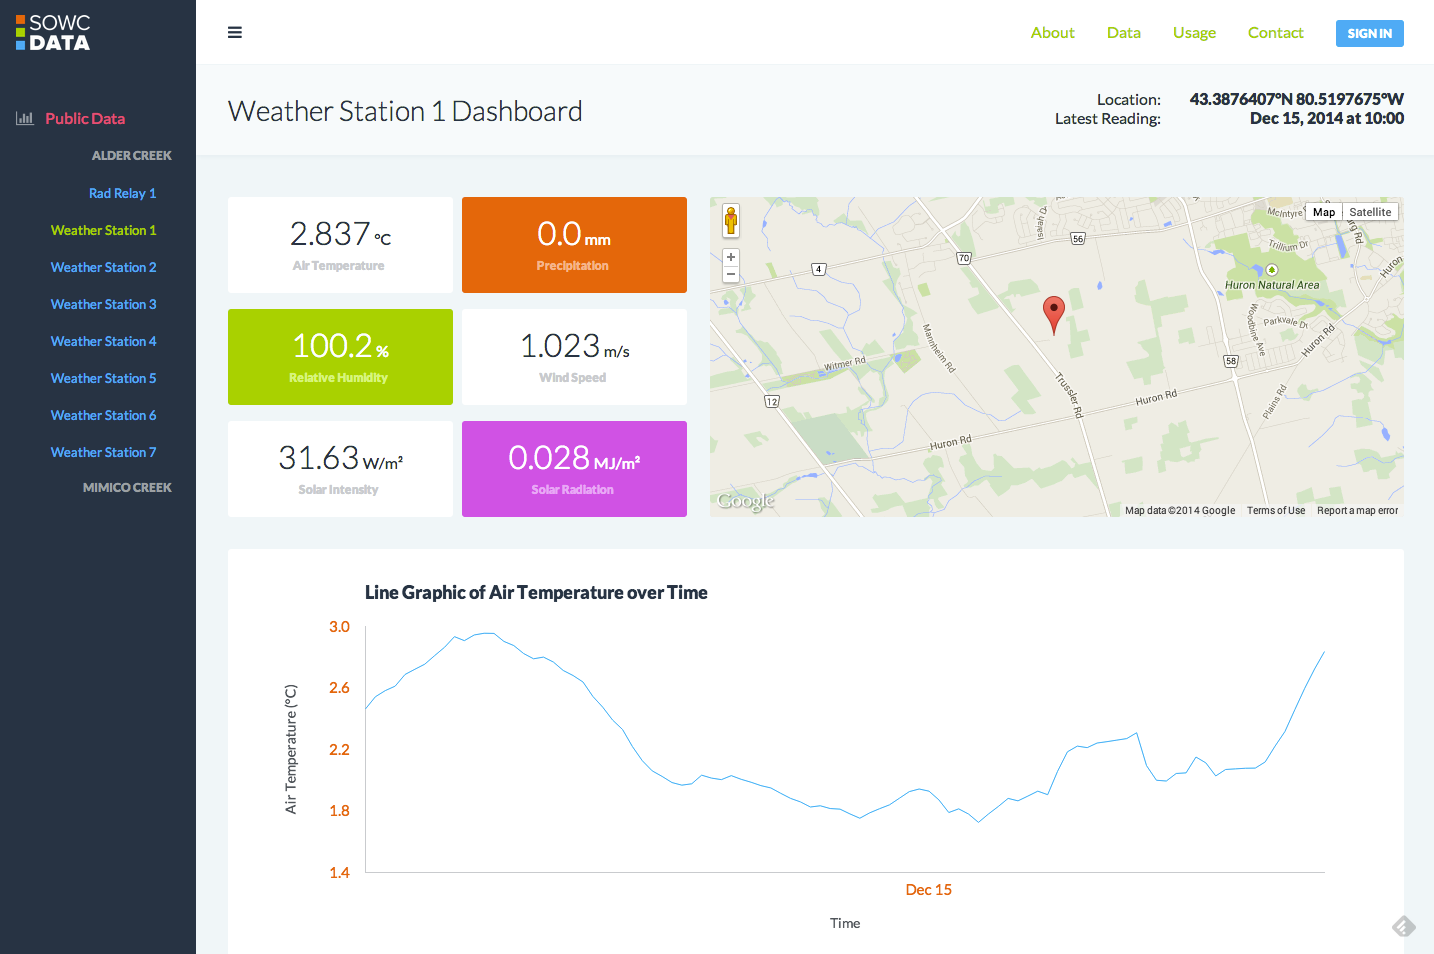 SOWC
DATA
About
Data
Usage
Contact
SIGN IN
Public Data
ALDER CREEK
Rad Relay 1
Weather Station 1
Weather Station 2
Weather Station 3
Weather Station 4
Weather Station 5
Weather Station 6
Weather Station 7
MIMICO CREEK
Weather Station 1 Dashboard
Location: 43.3876407°N 80.5197675°W
Latest Reading: Dec 15, 2014 at 10:00
2.837 °C
Air Temperature
0.0 mm
Precipitation
100.2 %
Relative Humidity
1.023 m/s
Wind Speed
31.63 W/m²
Solar Intensity
0.028 MJ/m²
Solar Radiation
Map
Satellite
+
−
Isaiah Dr
McIntyre
Trillium Dr
Rd
Huron
56
70
4
Huron Natural Area
Woodbine Ave
Parkvale Dr
Huron Rd
58
Witmer Rd
Mannheim Rd
Trussler Rd
Huron Rd
Plains Rd
12
Huron Rd
Google
Map data ©2014 Google
Terms of Use
Report a map error
Line Graphic of Air Temperature over Time
3.0
2.6
2.2
1.8
1.4
Air Temperature (°C)
Dec 15
Time